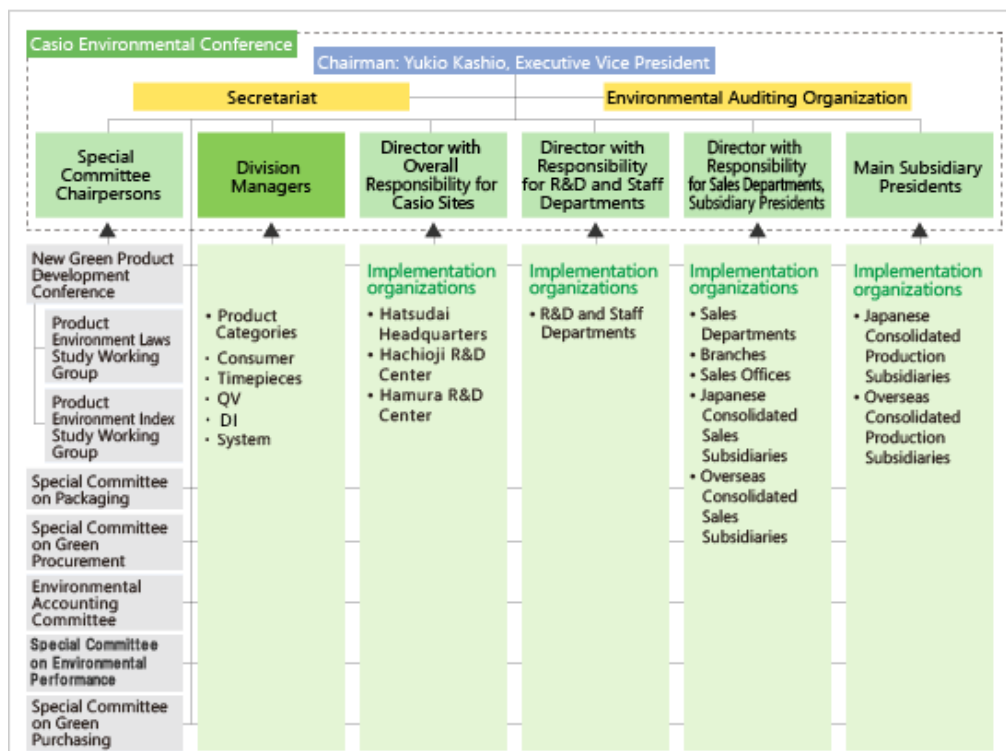 Casio Environmental Conference
Chairman: Yukio Kashio, Executive Vice President
Secretariat
Environmental Auditing Organization
Special
Committee
Chairpersons
Division
Managers
Director with
Overall
Responsibility for
Casio Sites
Director with
Responsibility
for R&D and Staff
Departments
Director with
Responsibility
for Sales Departments,
Subsidiary Presidents
Main Subsidiary
Presidents
New Green Product
Development
Conference
Product
Environment Laws
Study Working
Group
Product
Environment Index
Study Working
Group
Special Committee
on Packaging
Special Committee
on Green
Procurement
Environmental
Accounting
Committee
Special Committee
on Environmental
Performance
Special Committee
on Green
Purchasing
• Product
Categories
· Consumer
· Timepieces
· QV
· DI
· System
Implementation
organizations
• Hatsudai
Headquarters
• Hachioji R&D
Center
• Hamura R&D
Center
Implementation
organizations
• R&D and Staff
Departments
Implementation
organizations
• Sales
Departments
• Branches
• Sales Offices
• Japanese
Consolidated
Sales
Subsidiaries
• Overseas
Consolidated
Sales
Subsidiaries
Implementation
organizations
• Japanese
Consolidated
Production
Subsidiaries
• Overseas
Consolidated
Production
Subsidiaries